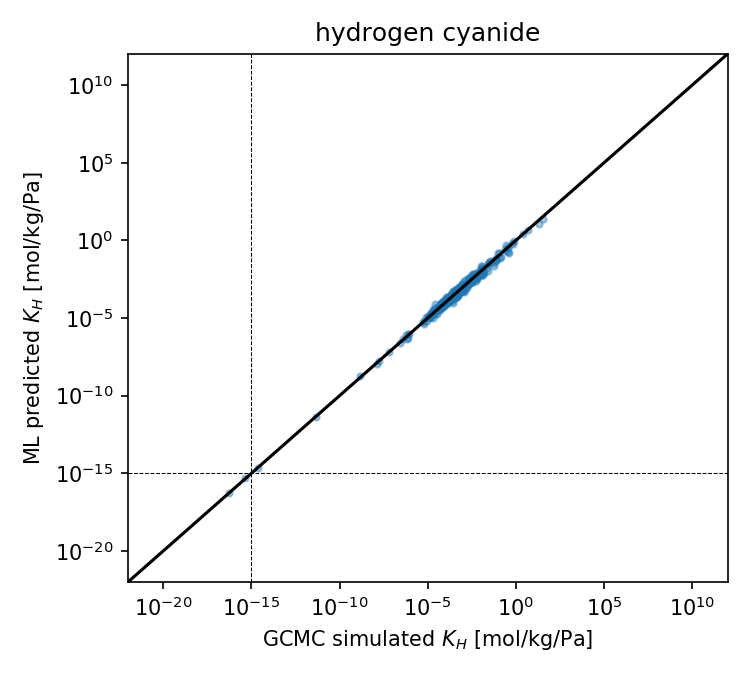 hydrogen cyanide
ML predicted K_H [mol/kg/Pa]
10^10
10^5
10^0
10^-5
10^-10
10^-15
10^-20
10^-20 10^-15 10^-10 10^-5 10^0 10^5 10^10
GCMC simulated K_H [mol/kg/Pa]